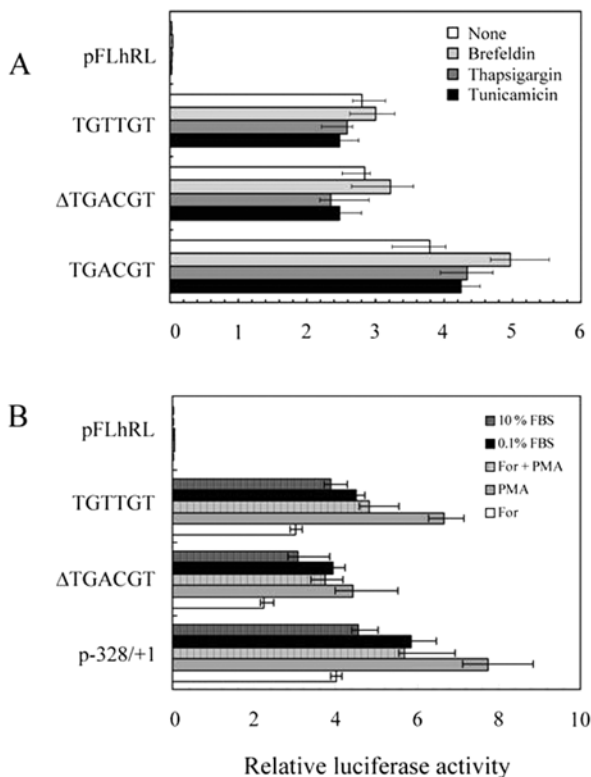 A
pFLhRL
TGTTGT
ΔTGACGT
TGACGT
None
Brefeldin
Thapsigargin
Tunicamicin
0 1 2 3 4 5 6
B
pFLhRL
TGTTGT
ΔTGACGT
p-328/+1
10% FBS
0.1% FBS
For + PMA
PMA
For
0 2 4 6 8 10
Relative luciferase activity